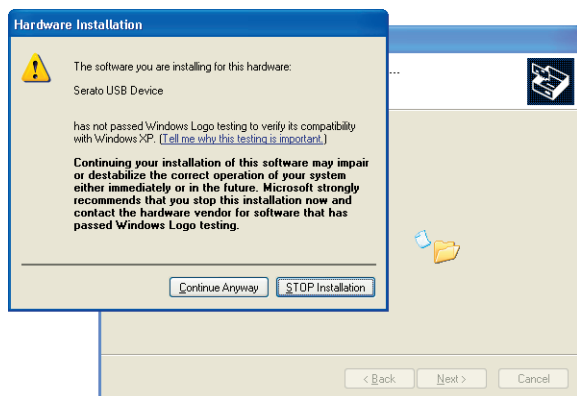 Hardware Installation
The software you are installing for this hardware:
Serato USB Device
has not passed Windows Logo testing to verify its compatibility
with Windows XP. (Tell me why this testing is important.)
Continuing your installation of this software may impair
or destabilize the correct operation of your system
either immediately or in the future. Microsoft strongly
recommends that you stop this installation now and
contact the hardware vendor for software that has
passed Windows Logo testing.
Continue Anyway
STOP Installation
...
< Back
Next >
Cancel